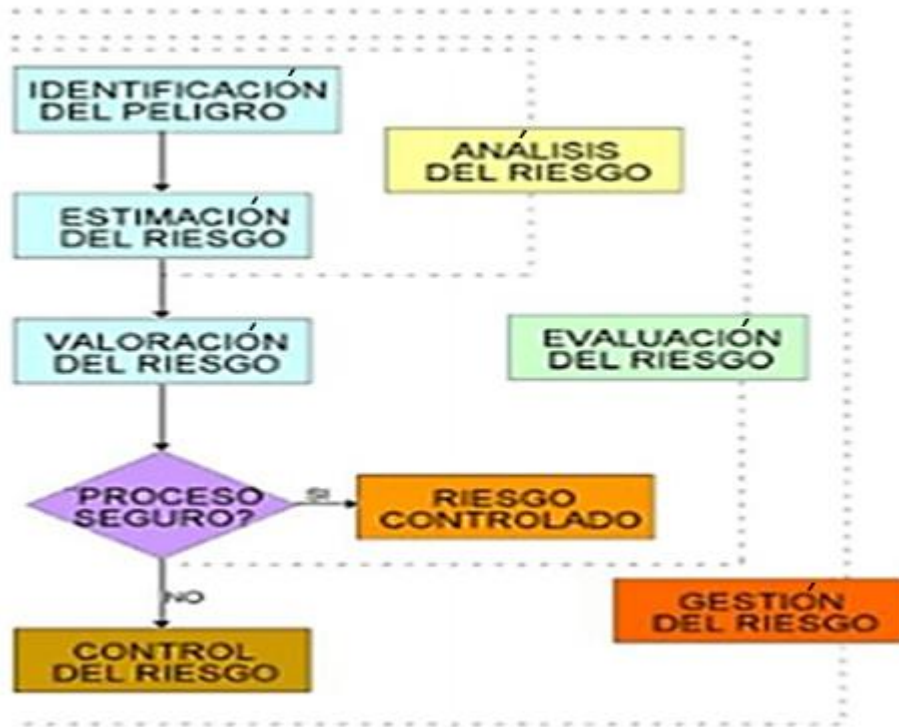 IDENTIFICACIÓN
DEL PELIGRO
ANÁLISIS
DEL RIESGO
ESTIMACIÓN
DEL RIESGO
VALORACIÓN
DEL RIESGO
EVALUACIÓN
DEL RIESGO
PROCESO
SEGURO?
SI
RIESGO
CONTROLADO
NO
GESTIÓN
DEL RIESGO
CONTROL
DEL RIESGO